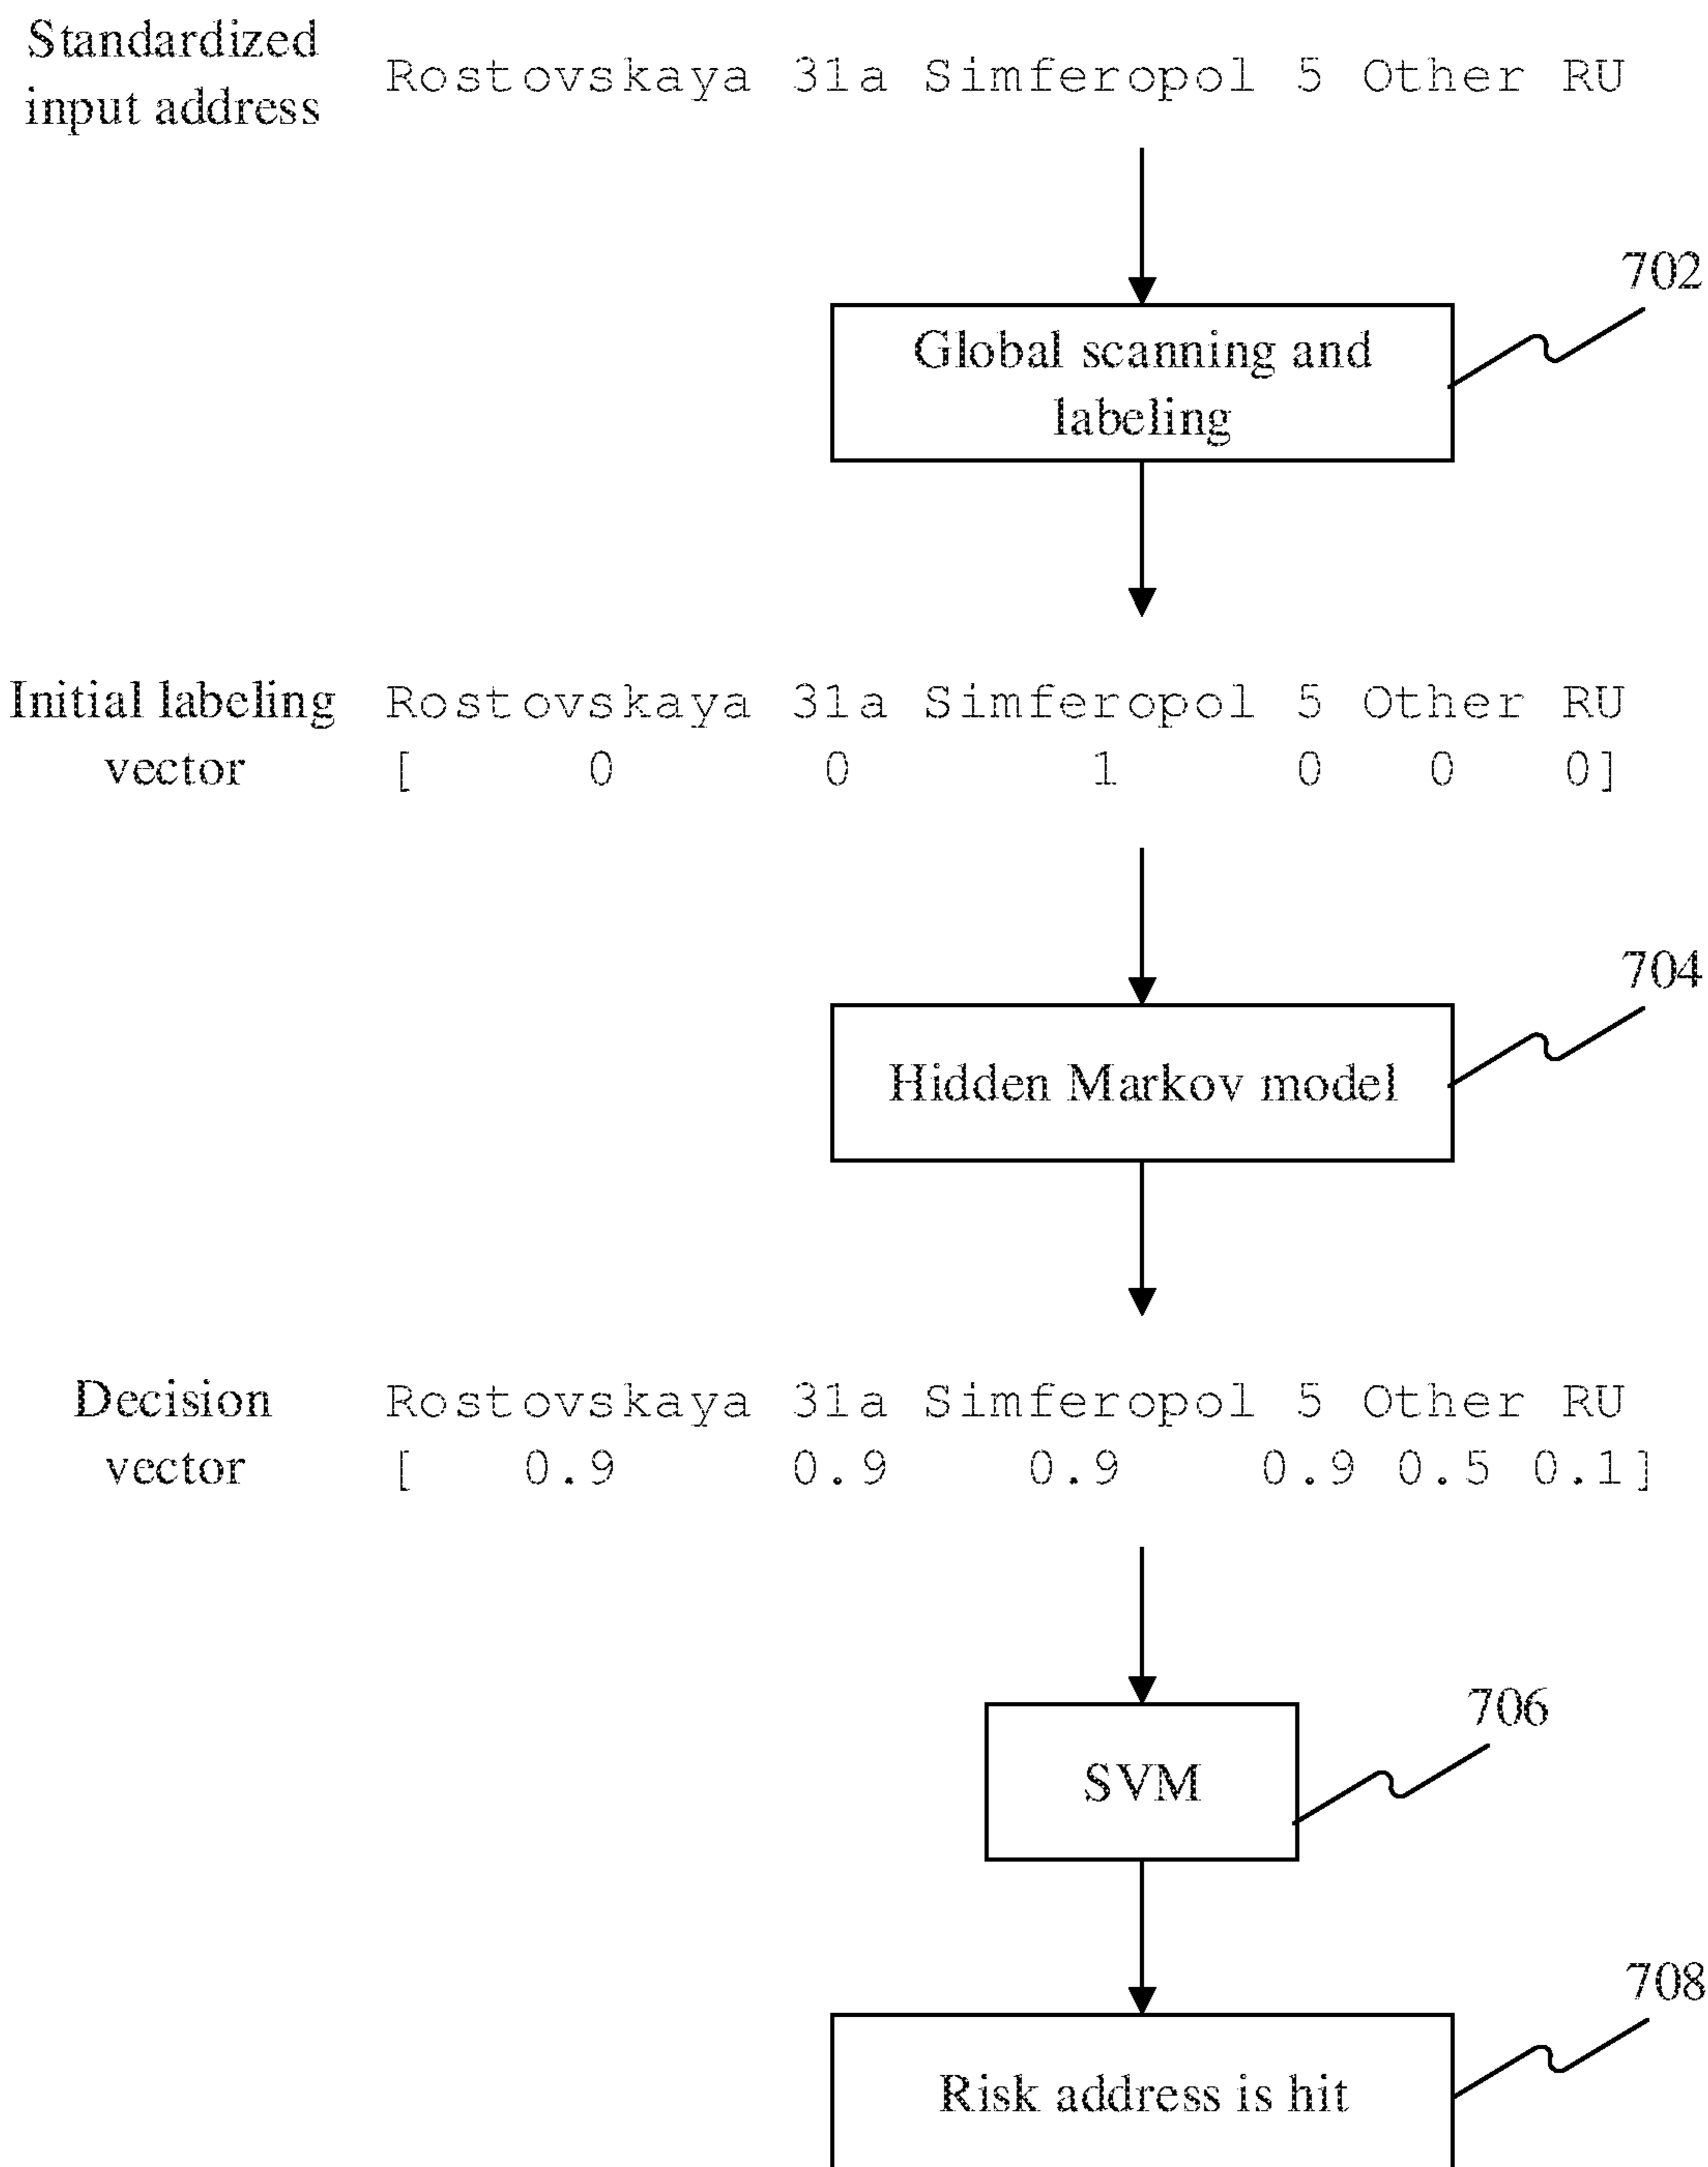 Standardized
input address
Rostovskaya 31a Simferopol 5 Other RU
702
Global scanning and
labeling
Initial labeling
vector
Rostovskaya 31a Simferopol 5 Other RU
[ 0 0 1 0 0 0]
704
Hidden Markov model
Decision
vector
Rostovskaya 31a Simferopol 5 Other RU
[ 0.9 0.9 0.9 0.9 0.5 0.1]
706
SVM
708
Risk address is hit